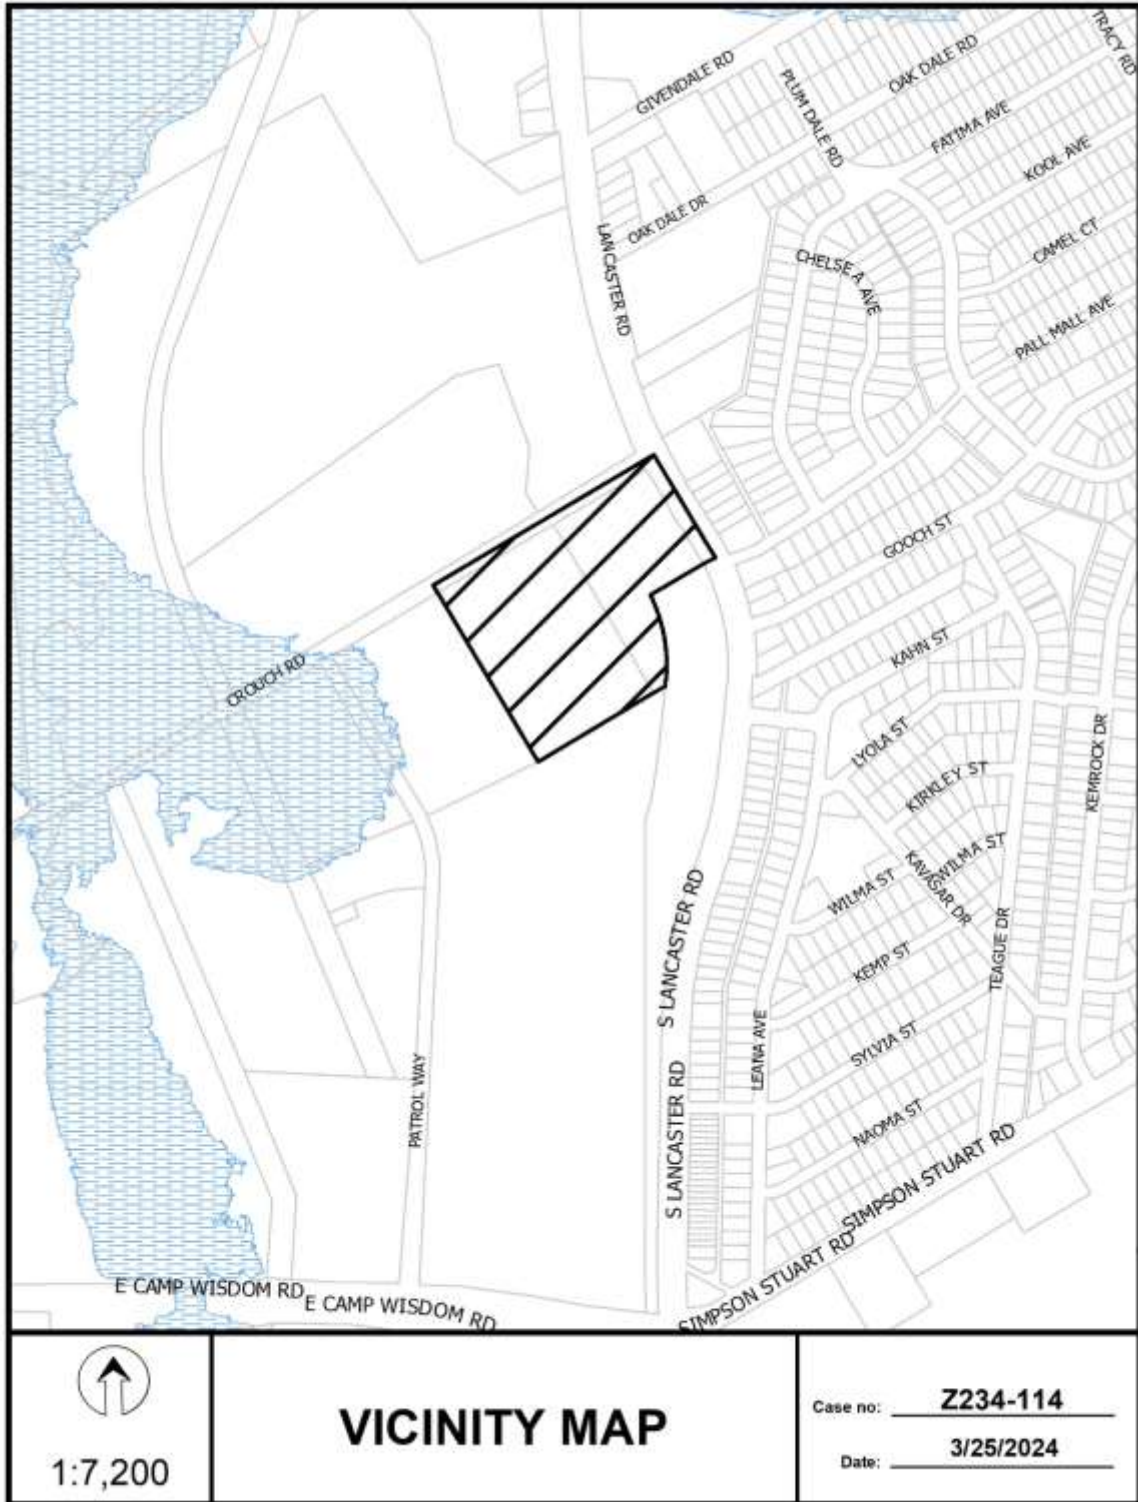 TRACY RD
GIVENDALE RD
PLUM DALE RD
OAK DALE RD
FATIMA AVE
KOOL AVE
OAK DALE DR
LANCASTER RD
CHELSE A AVE
CAMEL CT
PALL MALL AVE
GOOCH ST
KAHN ST
CROUCH RD
LYOLA ST
KIRKLEY ST
KEMROCK DR
WILMA ST
KAVASAR DR
WILMA ST
S LANCASTER RD
KEMP ST
TEAGUE DR
LEANA AVE
SYLVIA ST
PATROL WAY
S LANCASTER RD
NAOMA ST
SIMPSON STUART RD
SIMPSON STUART RD
E CAMP WISDOM RD
E CAMP WISDOM RD
1:7,200
VICINITY MAP
Case no: Z234-114
Date: 3/25/2024